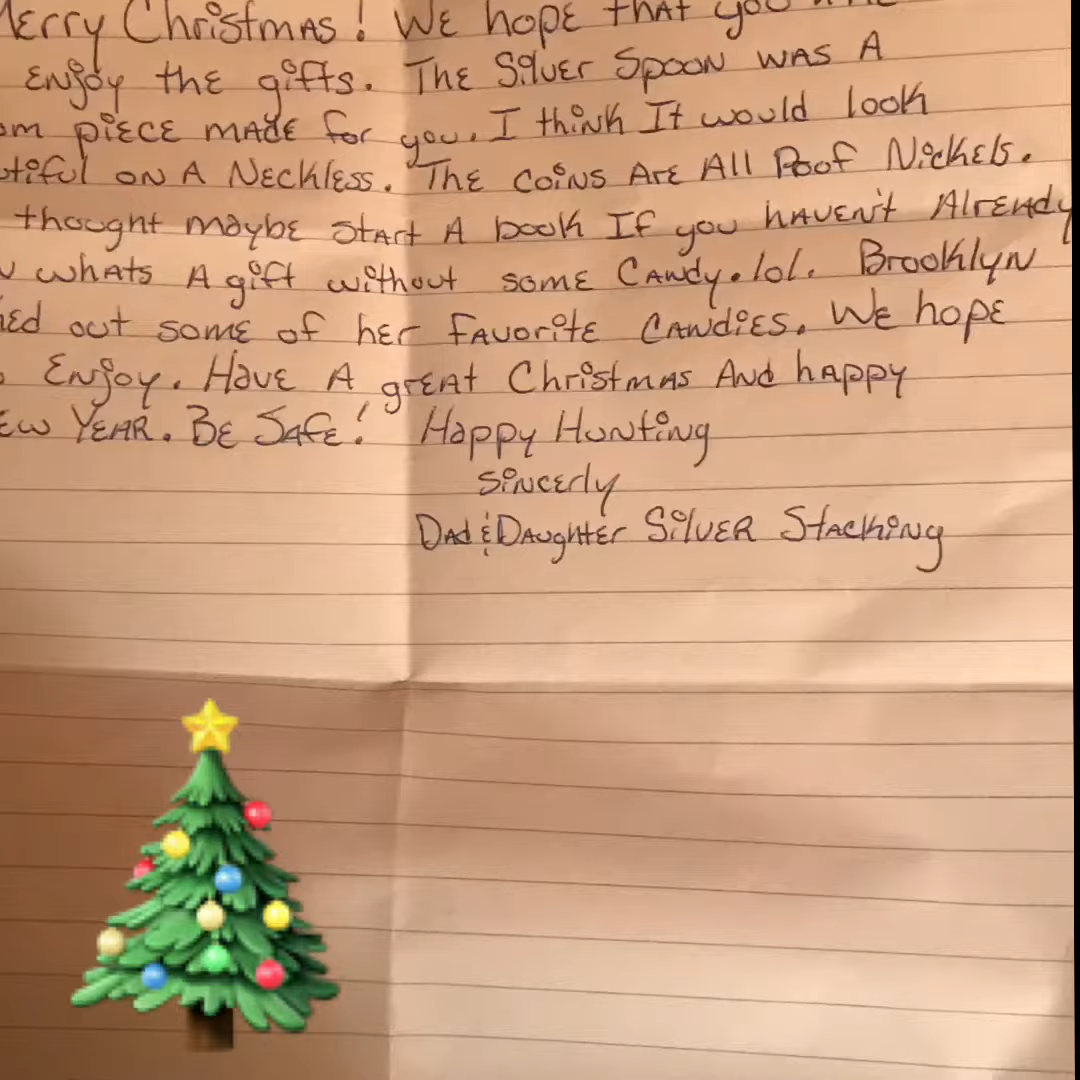 Merry Christmas! We hope that you
Enjoy the gifts. The Silver Spoon was A
om piece made for you. I think It would look
tiful on A Neckless. The coins Are All Poof Nickels.
thought maybe start A book If you haven't Already
whats A gift without some Candy. lol. Brooklyn
ied out some of her favorite Candies. We hope
Enjoy. Have A great Christmas And happy
ew Year. Be Safe! Happy Hunting
Sincerly
Dad & Daughter Silver Stacking